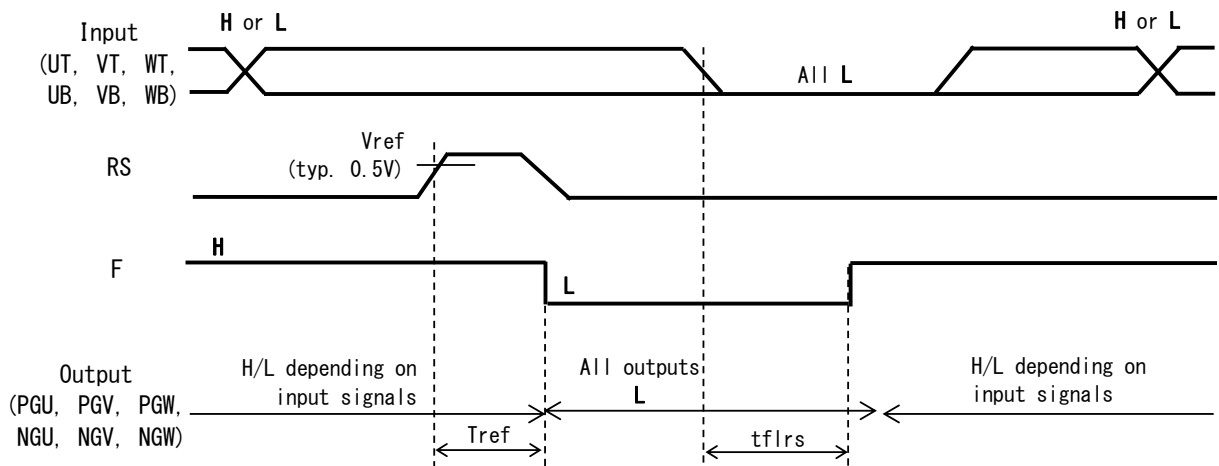 H or L
H or L
Input
(UT, VT, WT,
UB, VB, WB)
All L
Vref
(typ. 0.5V)
RS
H
F
L
Output
(PGU, PGV, PGW,
NGU, NGV, NGW)
H/L depending on
input signals
All outputs
L
H/L depending on
input signals
Tref
tflrs